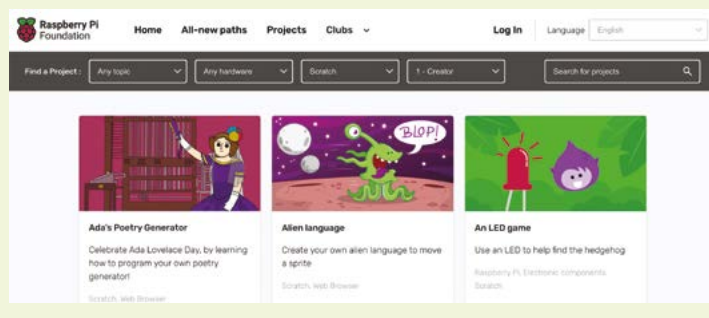 Raspberry Pi
Foundation
Home All-new paths Projects Clubs Log In Language English
Find a Project : Any topic Any hardware Scratch 1 - Creator Search for projects
BLOP!
Ada's Poetry Generator
Celebrate Ada Lovelace Day, by learning
how to program your own poetry
generator!
Scratch, Web Browser
Alien language
Create your own alien language to move
a sprite
Scratch, Web Browser
An LED game
Use an LED to help find the hedgehog
Raspberry Pi, Electronic components
Scratch